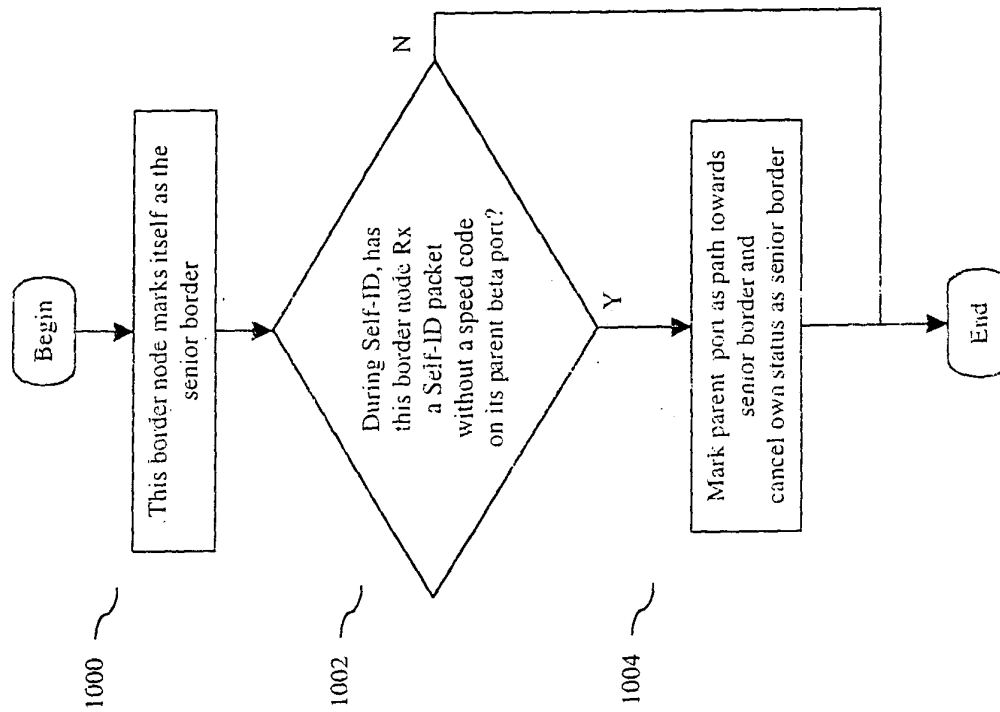 Begin
1000
This border node marks itself as the
senior border
1002
During Self-ID, has
this border node Rx
a Self-ID packet
without a speed code
on its parent beta port?
N
Y
1004
Mark parent port as path towards
senior border and
cancel own status as senior border
End